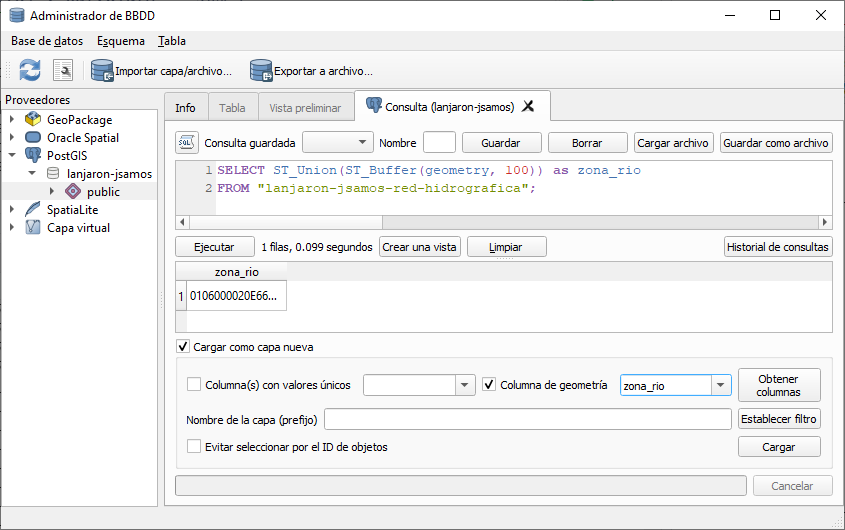 Administrador de BBDD
Base de datos Esquema Tabla
Importar capa/archivo... Exportar a archivo...
Proveedores
GeoPackage
Oracle Spatial
PostGIS
lanjaron-jsamos
public
SpatiaLite
Capa virtual
Info Tabla Vista preliminar Consulta (lanjaron-jsamos)
SQL Consulta guardada Nombre Guardar Borrar Cargar archivo Guardar como archivo
1 SELECT ST_Union(ST_Buffer(geometry, 100)) as zona_rio
2 FROM "lanjaron-jsamos-red-hidrografica";
Ejecutar 1 filas, 0.099 segundos Crear una vista Limpiar Historial de consultas
zona_rio
1 0106000020E66...
Cargar como capa nueva
Columna(s) con valores únicos Columna de geometría zona_rio Obtener columnas
Nombre de la capa (prefijo) Establecer filtro
Evitar seleccionar por el ID de objetos Cargar
Cancelar